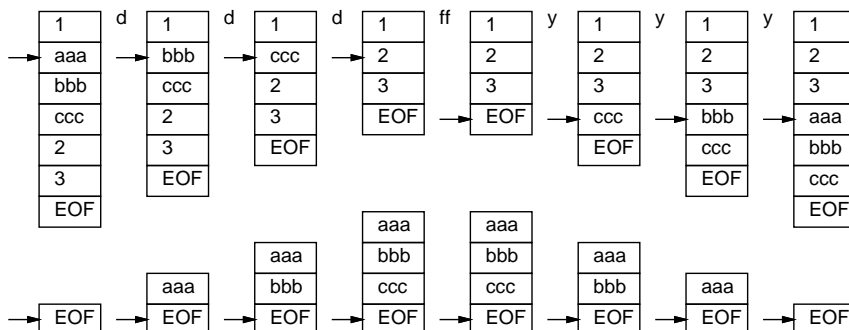 1 d 1 d 1 d 1 ff 1 y 1 y 1 y 1
aaa bbb ccc 2 2 2 2 2
bbb ccc 2 3 3 3 3 3
ccc 2 3 EOF EOF ccc bbb aaa
2 3 EOF EOF ccc bbb
3 EOF EOF ccc
EOF EOF
aaa aaa
aaa bbb bbb aaa
aaa bbb ccc ccc bbb aaa
EOF EOF EOF EOF EOF EOF EOF EOF